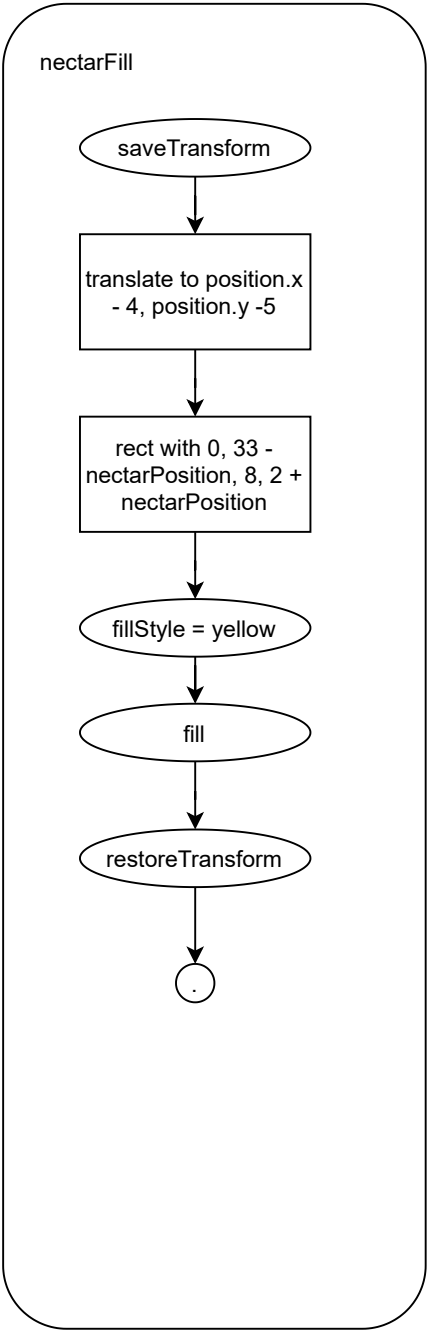 nectarFill
saveTransform
translate to position.x
- 4, position.y -5
rect with 0, 33 -
nectarPosition, 8, 2 +
nectarPosition
fillStyle = yellow
fill
restoreTransform
.